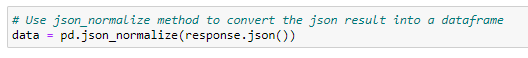 # Use json_normalize method to convert the json result into a dataframe
data = pd.json_normalize(response.json())